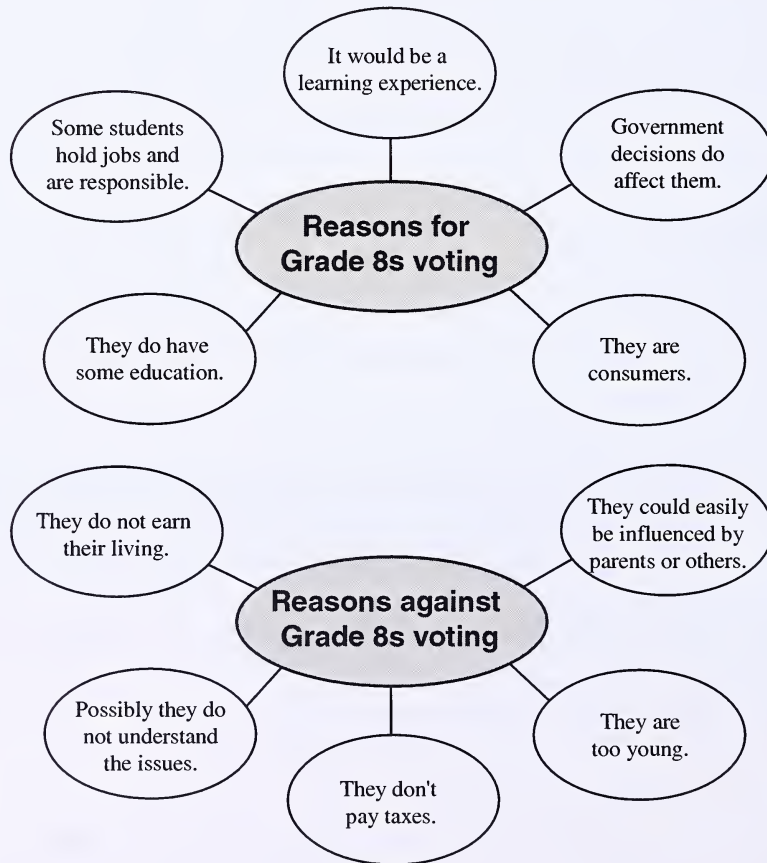 It would be a
learning experience.
Some students
hold jobs and
are responsible.
Government
decisions do
affect them.
Reasons for
Grade 8s voting
They do have
some education.
They are
consumers.
They do not earn
their living.
They could easily
be influenced by
parents or others.
Reasons against
Grade 8s voting
Possibly they do
not understand
the issues.
They don't
pay taxes.
They are
too young.